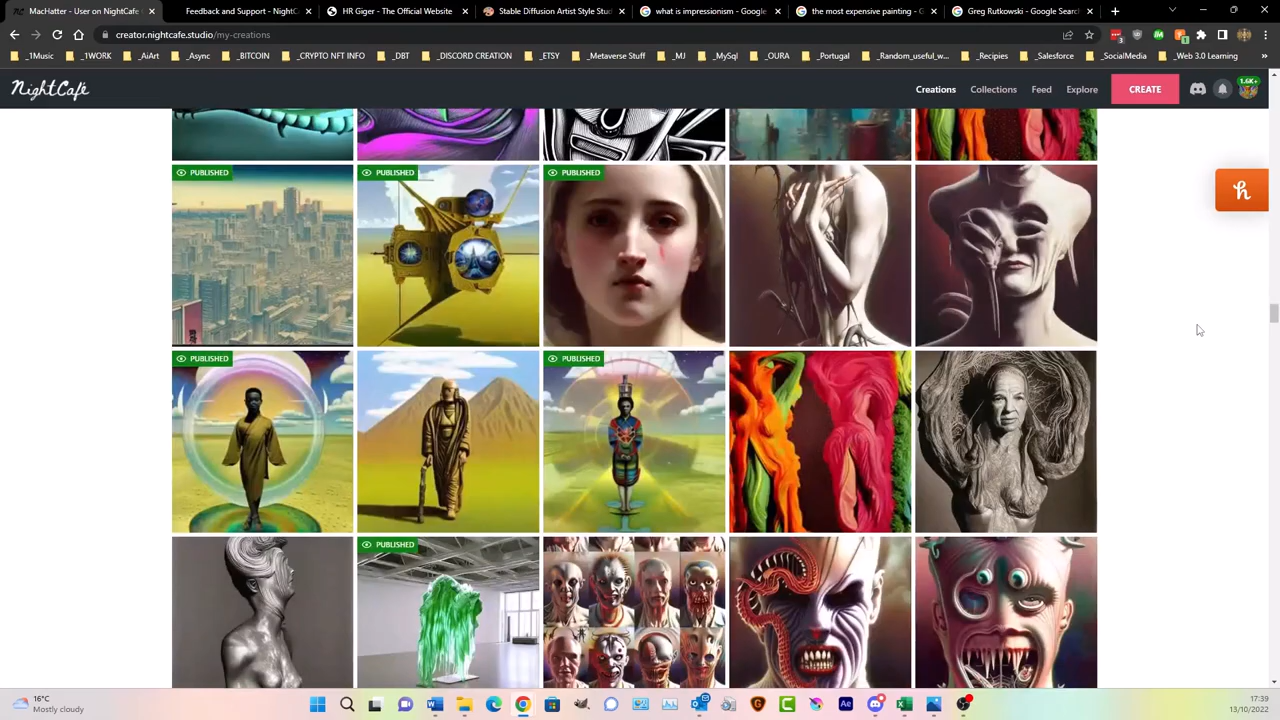 MacHatter - User on NightCafe
Feedback and Support - NightC
HR Giger - The Official Website
Stable Diffusion Artist Style Stud
what is impressionism - Google
the most expensive painting - G
Greg Rutkowski - Google Search
creator.nightcafe.studio/my-creations
_1Music
_1WORK
_AiArt
_Async
_BITCOIN
_CRYPTO NFT INFO
_DBT
_DISCORD CREATION
_ETSY
_Metaverse Stuff
_MJ
_MySql
_OURA
_Portugal
_Random_useful_w...
_Recipies
_Salesforce
_SocialMedia
_Web 3.0 Learning
NightCafé
Creations
Collections
Feed
Explore
CREATE
1.6K+
PUBLISHED
PUBLISHED
PUBLISHED
h
PUBLISHED
PUBLISHED
PUBLISHED
16°C
Mostly cloudy
Ae
17:39
13/10/2022